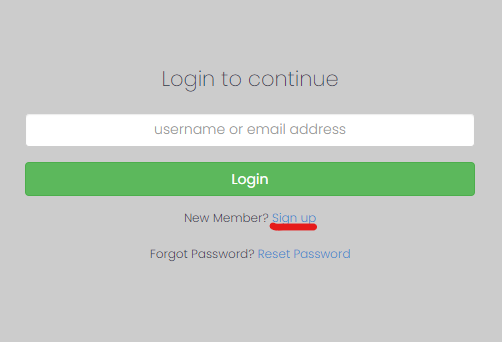 Login to continue
username or email address
Login
New Member? Sign up
Forgot Password? Reset Password